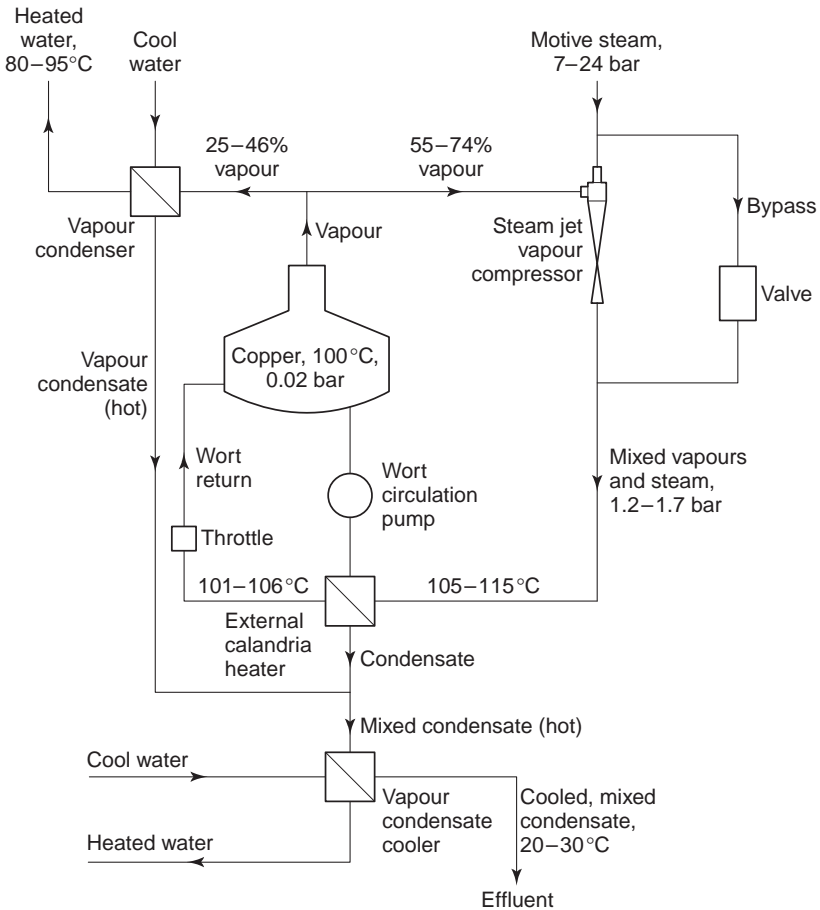 Heated
water,
80–95°C
Cool
water
Motive steam,
7–24 bar
25–46%
vapour
55–74%
vapour
Vapour
condenser
Vapour
Steam jet
vapour
compressor
Bypass
Valve
Copper, 100°C,
0.02 bar
Vapour
condensate
(hot)
Wort
return
Wort
circulation
pump
Mixed vapours
and steam,
1.2–1.7 bar
Throttle
101–106°C
105–115°C
External
calandria
heater
Condensate
Mixed condensate (hot)
Cool water
Vapour
condensate
cooler
Cooled, mixed
condensate,
20–30°C
Heated water
Effluent